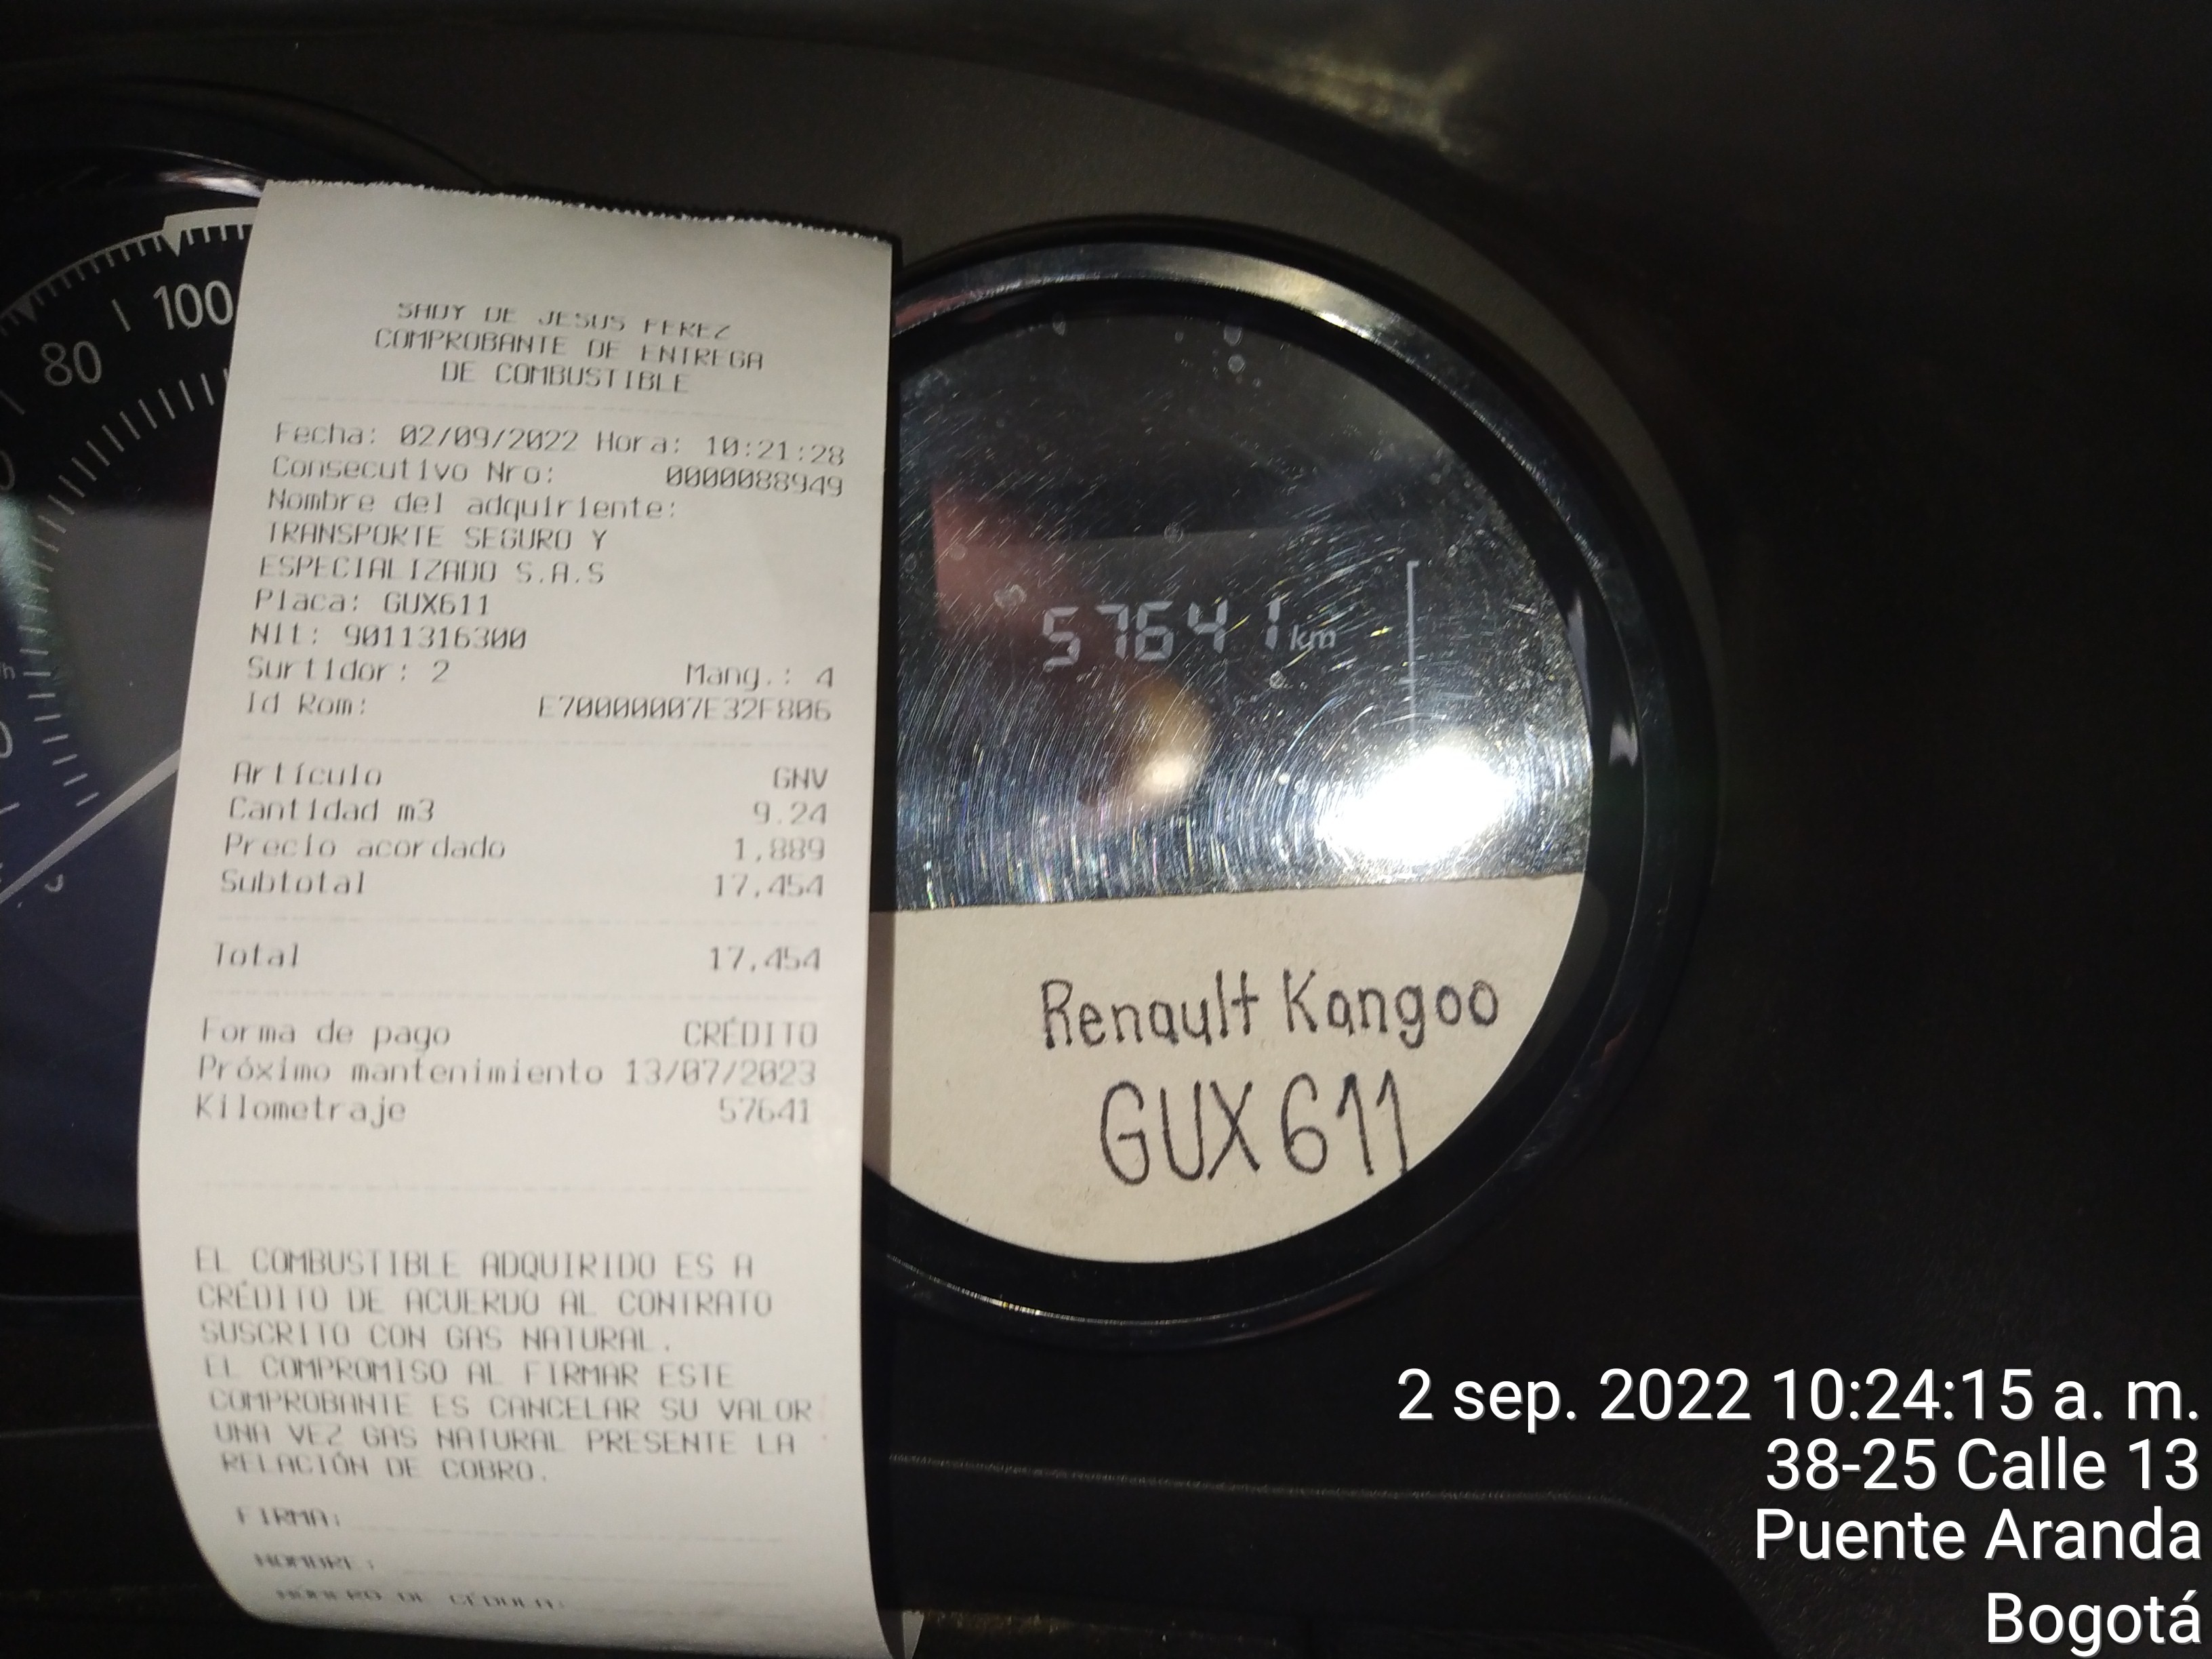 SADY DE JESUS PEREZ
COMPROBANTE DE ENTREGA
DE COMBUSTIBLE
Fecha: 02/09/2022 Hora: 10:21:28
Consecutivo Nro: 0000088949
Nombre del adquiriente:
TRANSPORTE SEGURO Y
ESPECIALIZADO S.A.S
Placa: GUX611
Nit: 9011316300
Surtidor: 2 Mang.: 4
Id Rom: E70000007E32F806
Artículo GNV
Cantidad m3 9.24
Precio acordado 1,889
Subtotal 17,454
Total 17,454
Forma de pago CRÉDITO
Próximo mantenimiento 13/07/2023
Kilometraje 57641
EL COMBUSTIBLE ADQUIRIDO ES A
CRÉDITO DE ACUERDO AL CONTRATO
SUSCRITO CON GAS NATURAL.
EL COMPROMISO AL FIRMAR ESTE
COMPROBANTE ES CANCELAR SU VALOR
UNA VEZ GAS NATURAL PRESENTE LA
RELACIÓN DE COBRO.
FIRMA:
NOMBRE:
NÚMERO DE CÉDULA:
80
100
57641 km
Renault Kangoo
GUX611
2 sep. 2022 10:24:15 a. m.
38-25 Calle 13
Puente Aranda
Bogotá